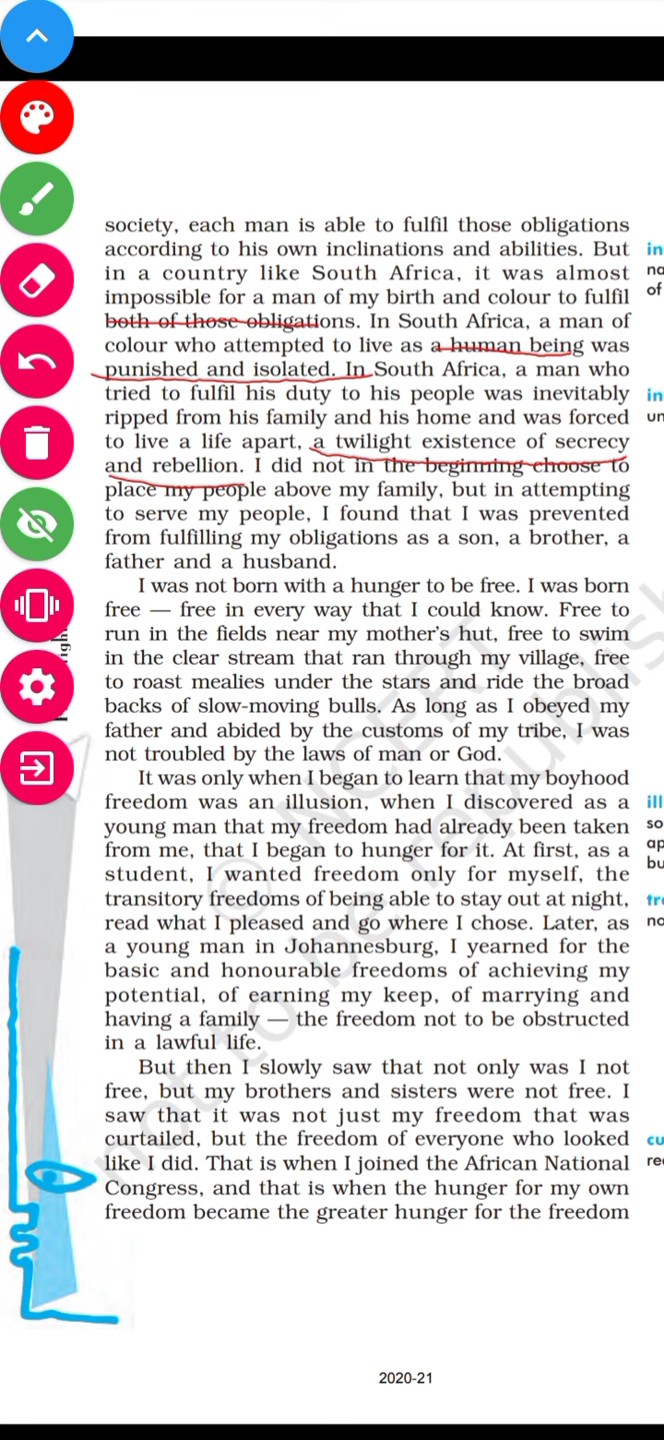 society, each man is able to fulfil those obligations
according to his own inclinations and abilities. But
in a country like South Africa, it was almost
impossible for a man of my birth and colour to fulfil
both of those obligations. In South Africa, a man of
colour who attempted to live as a human being was
punished and isolated. In South Africa, a man who
tried to fulfil his duty to his people was inevitably
ripped from his family and his home and was forced
to live a life apart, a twilight existence of secrecy
and rebellion. I did not in the beginning choose to
place my people above my family, but in attempting
to serve my people, I found that I was prevented
from fulfilling my obligations as a son, a brother, a
father and a husband.
I was not born with a hunger to be free. I was born
free — free in every way that I could know. Free to
run in the fields near my mother's hut, free to swim
in the clear stream that ran through my village, free
to roast mealies under the stars and ride the broad
backs of slow-moving bulls. As long as I obeyed my
father and abided by the customs of my tribe, I was
not troubled by the laws of man or God.
It was only when I began to learn that my boyhood
freedom was an illusion, when I discovered as a
young man that my freedom had already been taken
from me, that I began to hunger for it. At first, as a
student, I wanted freedom only for myself, the
transitory freedoms of being able to stay out at night,
read what I pleased and go where I chose. Later, as
a young man in Johannesburg, I yearned for the
basic and honourable freedoms of achieving my
potential, of earning my keep, of marrying and
having a family — the freedom not to be obstructed
in a lawful life.
But then I slowly saw that not only was I not
free, but my brothers and sisters were not free. I
saw that it was not just my freedom that was
curtailed, but the freedom of everyone who looked
like I did. That is when I joined the African National
Congress, and that is when the hunger for my own
freedom became the greater hunger for the freedom
in
of
in
ill
so
cu
© NCERT
not to be republish
2020-21